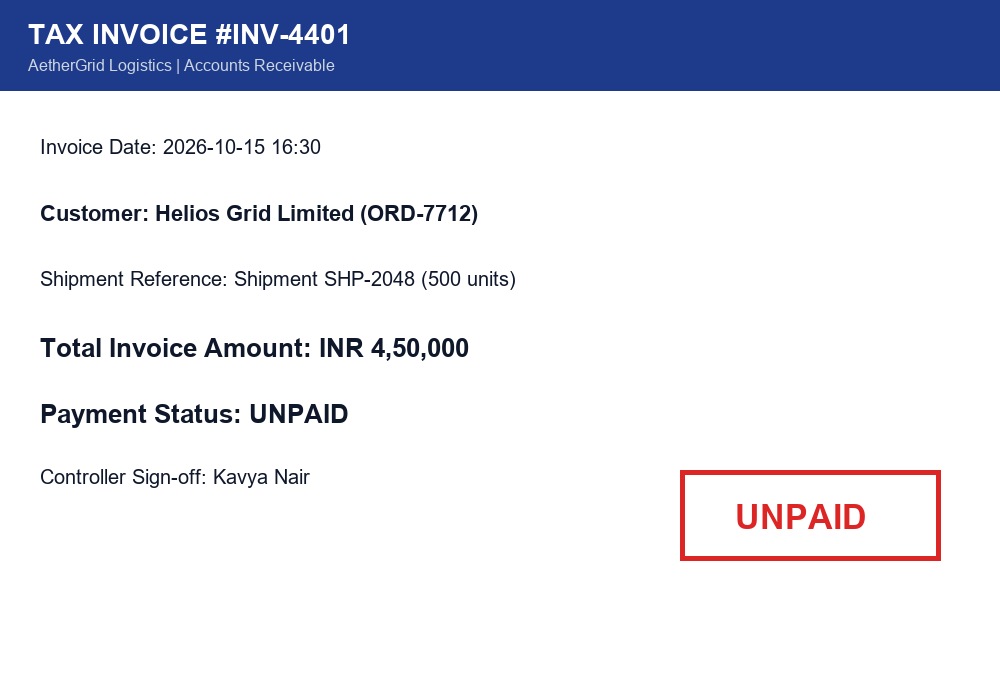 TAX INVOICE #INV-4401
AetherGrid Logistics | Accounts Receivable
Invoice Date: 2026-10-15 16:30
Customer: Helios Grid Limited (ORD-7712)
Shipment Reference: Shipment SHP-2048 (500 units)
Total Invoice Amount: INR 4,50,000
Payment Status: UNPAID
Controller Sign-off: Kavya Nair
UNPAID